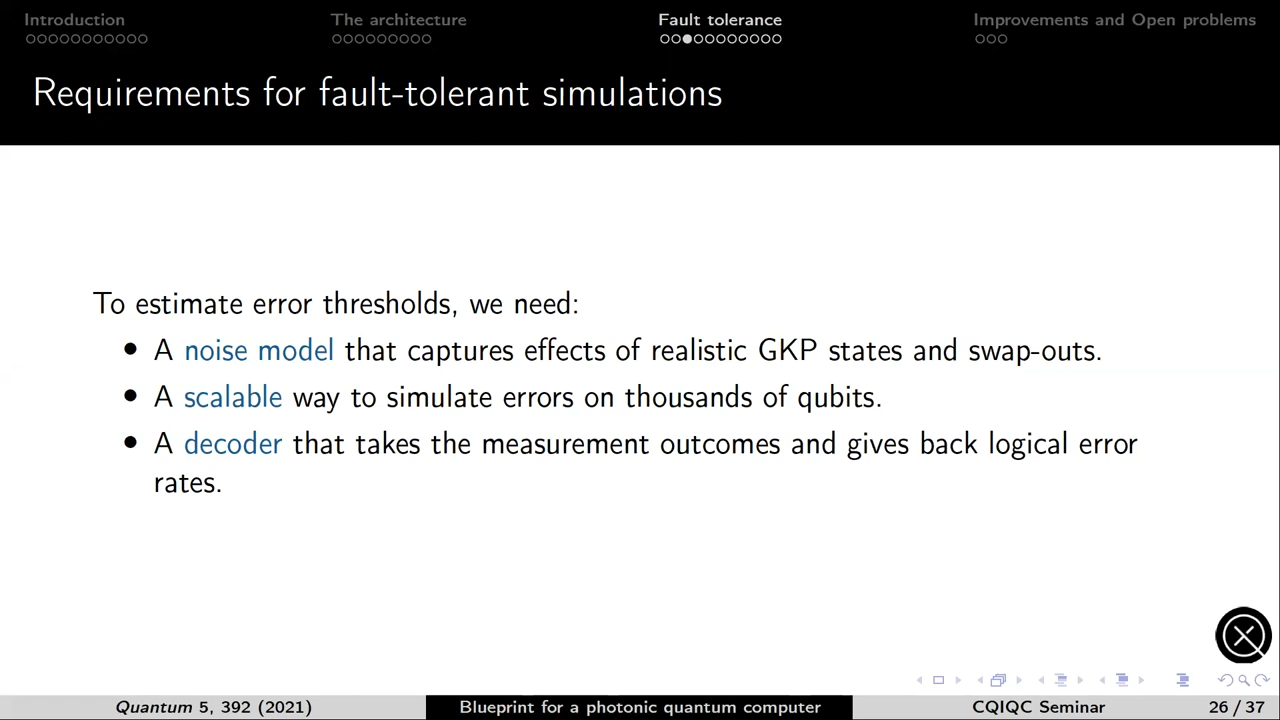 Introduction
The architecture
Fault tolerance
Improvements and Open problems
Requirements for fault-tolerant simulations
To estimate error thresholds, we need:
• A noise model that captures effects of realistic GKP states and swap-outs.
• A scalable way to simulate errors on thousands of qubits.
• A decoder that takes the measurement outcomes and gives back logical error
rates.
Quantum 5, 392 (2021)
Blueprint for a photonic quantum computer
CQIQC Seminar
26 / 37